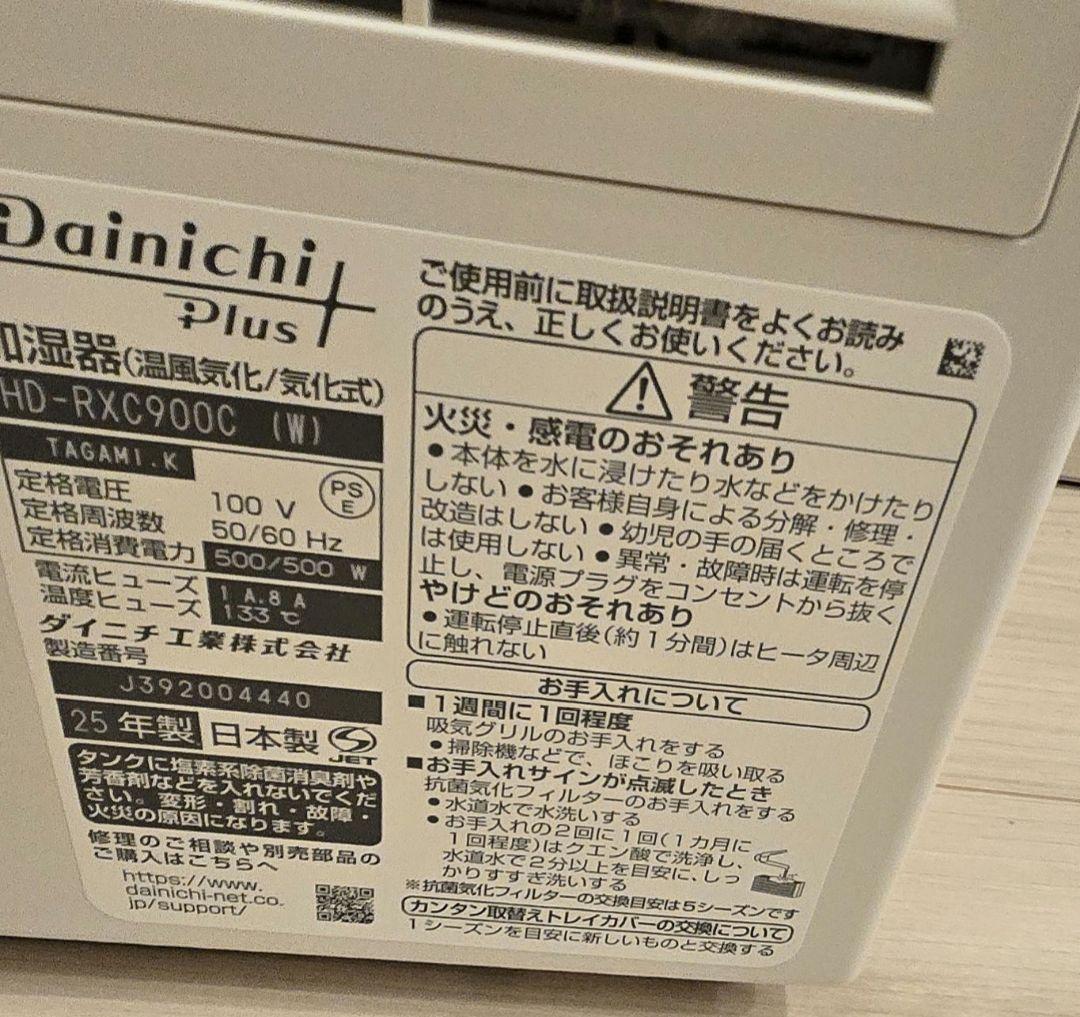 Dainichi
Plus
加湿器(温風気化/気化式)
HD-RXC900C (W)
TAGAMI.K
定格電圧 100 V
定格周波数 50/60 Hz
定格消費電力 500/500 W
PS
E
電流ヒューズ 1 A.8 A
温度ヒューズ 133 ℃
ダイニチ工業株式会社
製造番号
J392004440
25 年製 日本製
JET
タンクに塩素系除菌消臭剤や
芳香剤などを入れないでくだ
さい。変形・割れ・故障・
火災の原因になります。
修理のご相談や別売部品の
ご購入はこちらへ
https://www.
dainichi-net.co.
jp/support/
ご使用前に取扱説明書をよくお読み
のうえ、正しくお使いください。
警告
火災・感電のおそれあり
●本体を水に浸けたり水などをかけたり
しない ●お客様自身による分解・修理・
改造はしない ●幼児の手の届くところで
は使用しない ●異常・故障時は運転を停
止し、電源プラグをコンセントから抜く
やけどのおそれあり
●運転停止直後(約1分間)はヒータ周辺
に触れない
お手入れについて
■1週間に1回程度
吸気グリルのお手入れをする
●掃除機などで、ほこりを吸い取る
■お手入れサインが点滅したとき
抗菌気化フィルターのお手入れをする
●水道水で水洗いする
●お手入れの2回に1回(1カ月に
1回程度)はクエン酸で洗浄し、
水道水で2分以上を目安に、しっ
かりすすぎ洗いする
※抗菌気化フィルターの交換目安は5シーズンです
カンタン取替えトレイカバーの交換について
1シーズンを目安に新しいものと交換する